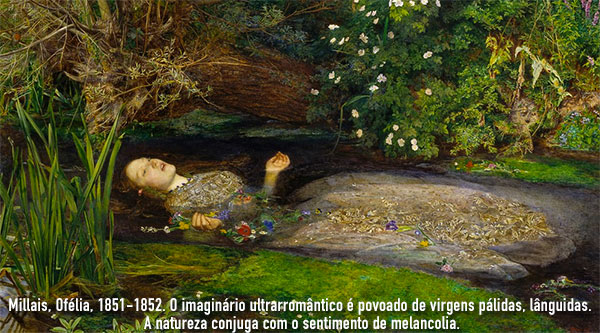 Millais, Ofélia, 1851-1852. O imaginário ultrarromântico é povoado de virgens pálidas, lânguidas.
A natureza conjuga com o sentimento de melancolia.